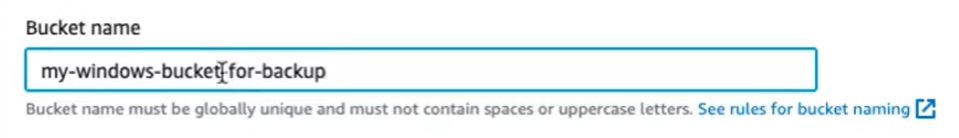 Bucket name
my-windows-bucket-for-backup
Bucket name must be globally unique and must not contain spaces or uppercase letters. See rules for bucket naming